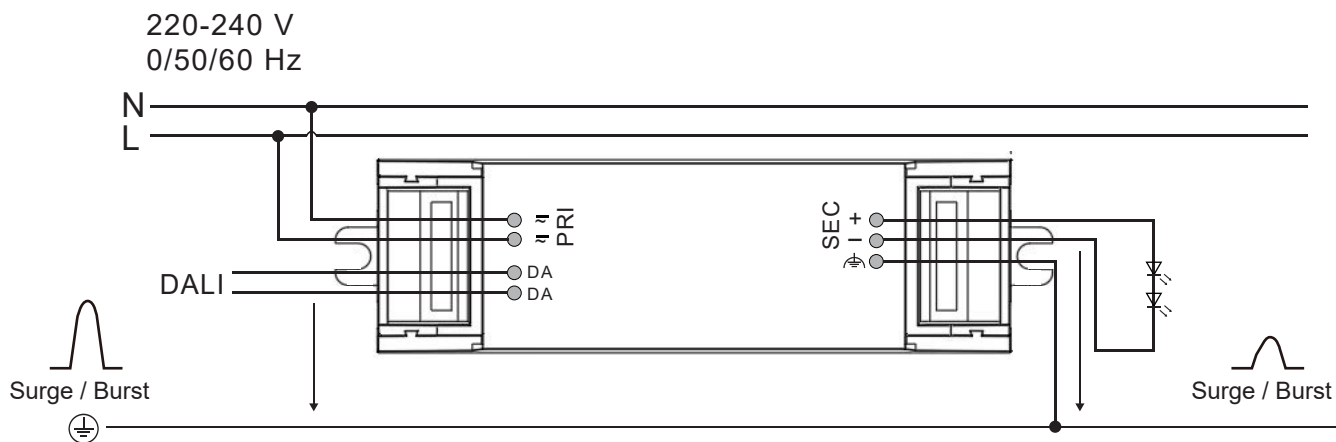 220-240 V
0/50/60 Hz
N
L
PRI
DALI
DA
DA
SEC
+
−
Surge / Burst
Surge / Burst